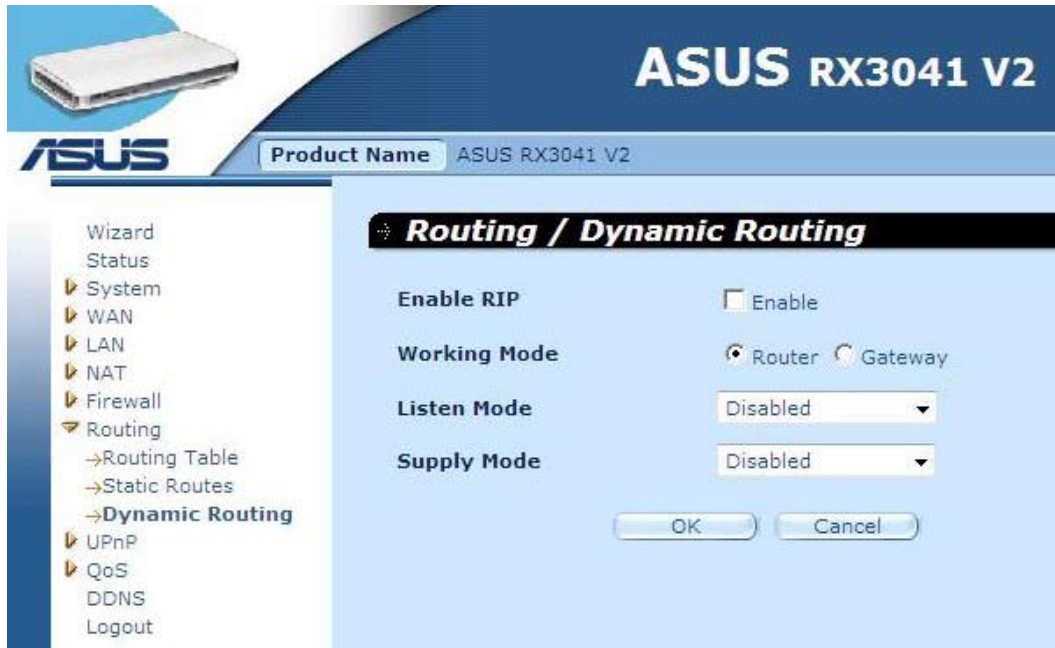 ASUS RX3041 V2
ASUS
Product Name ASUS RX3041 V2
Wizard
Status
System
WAN
LAN
NAT
Firewall
Routing
→Routing Table
→Static Routes
→Dynamic Routing
UPnP
QoS
DDNS
Logout
Routing / Dynamic Routing
Enable RIP Enable
Working Mode Router Gateway
Listen Mode Disabled
Supply Mode Disabled
OK Cancel